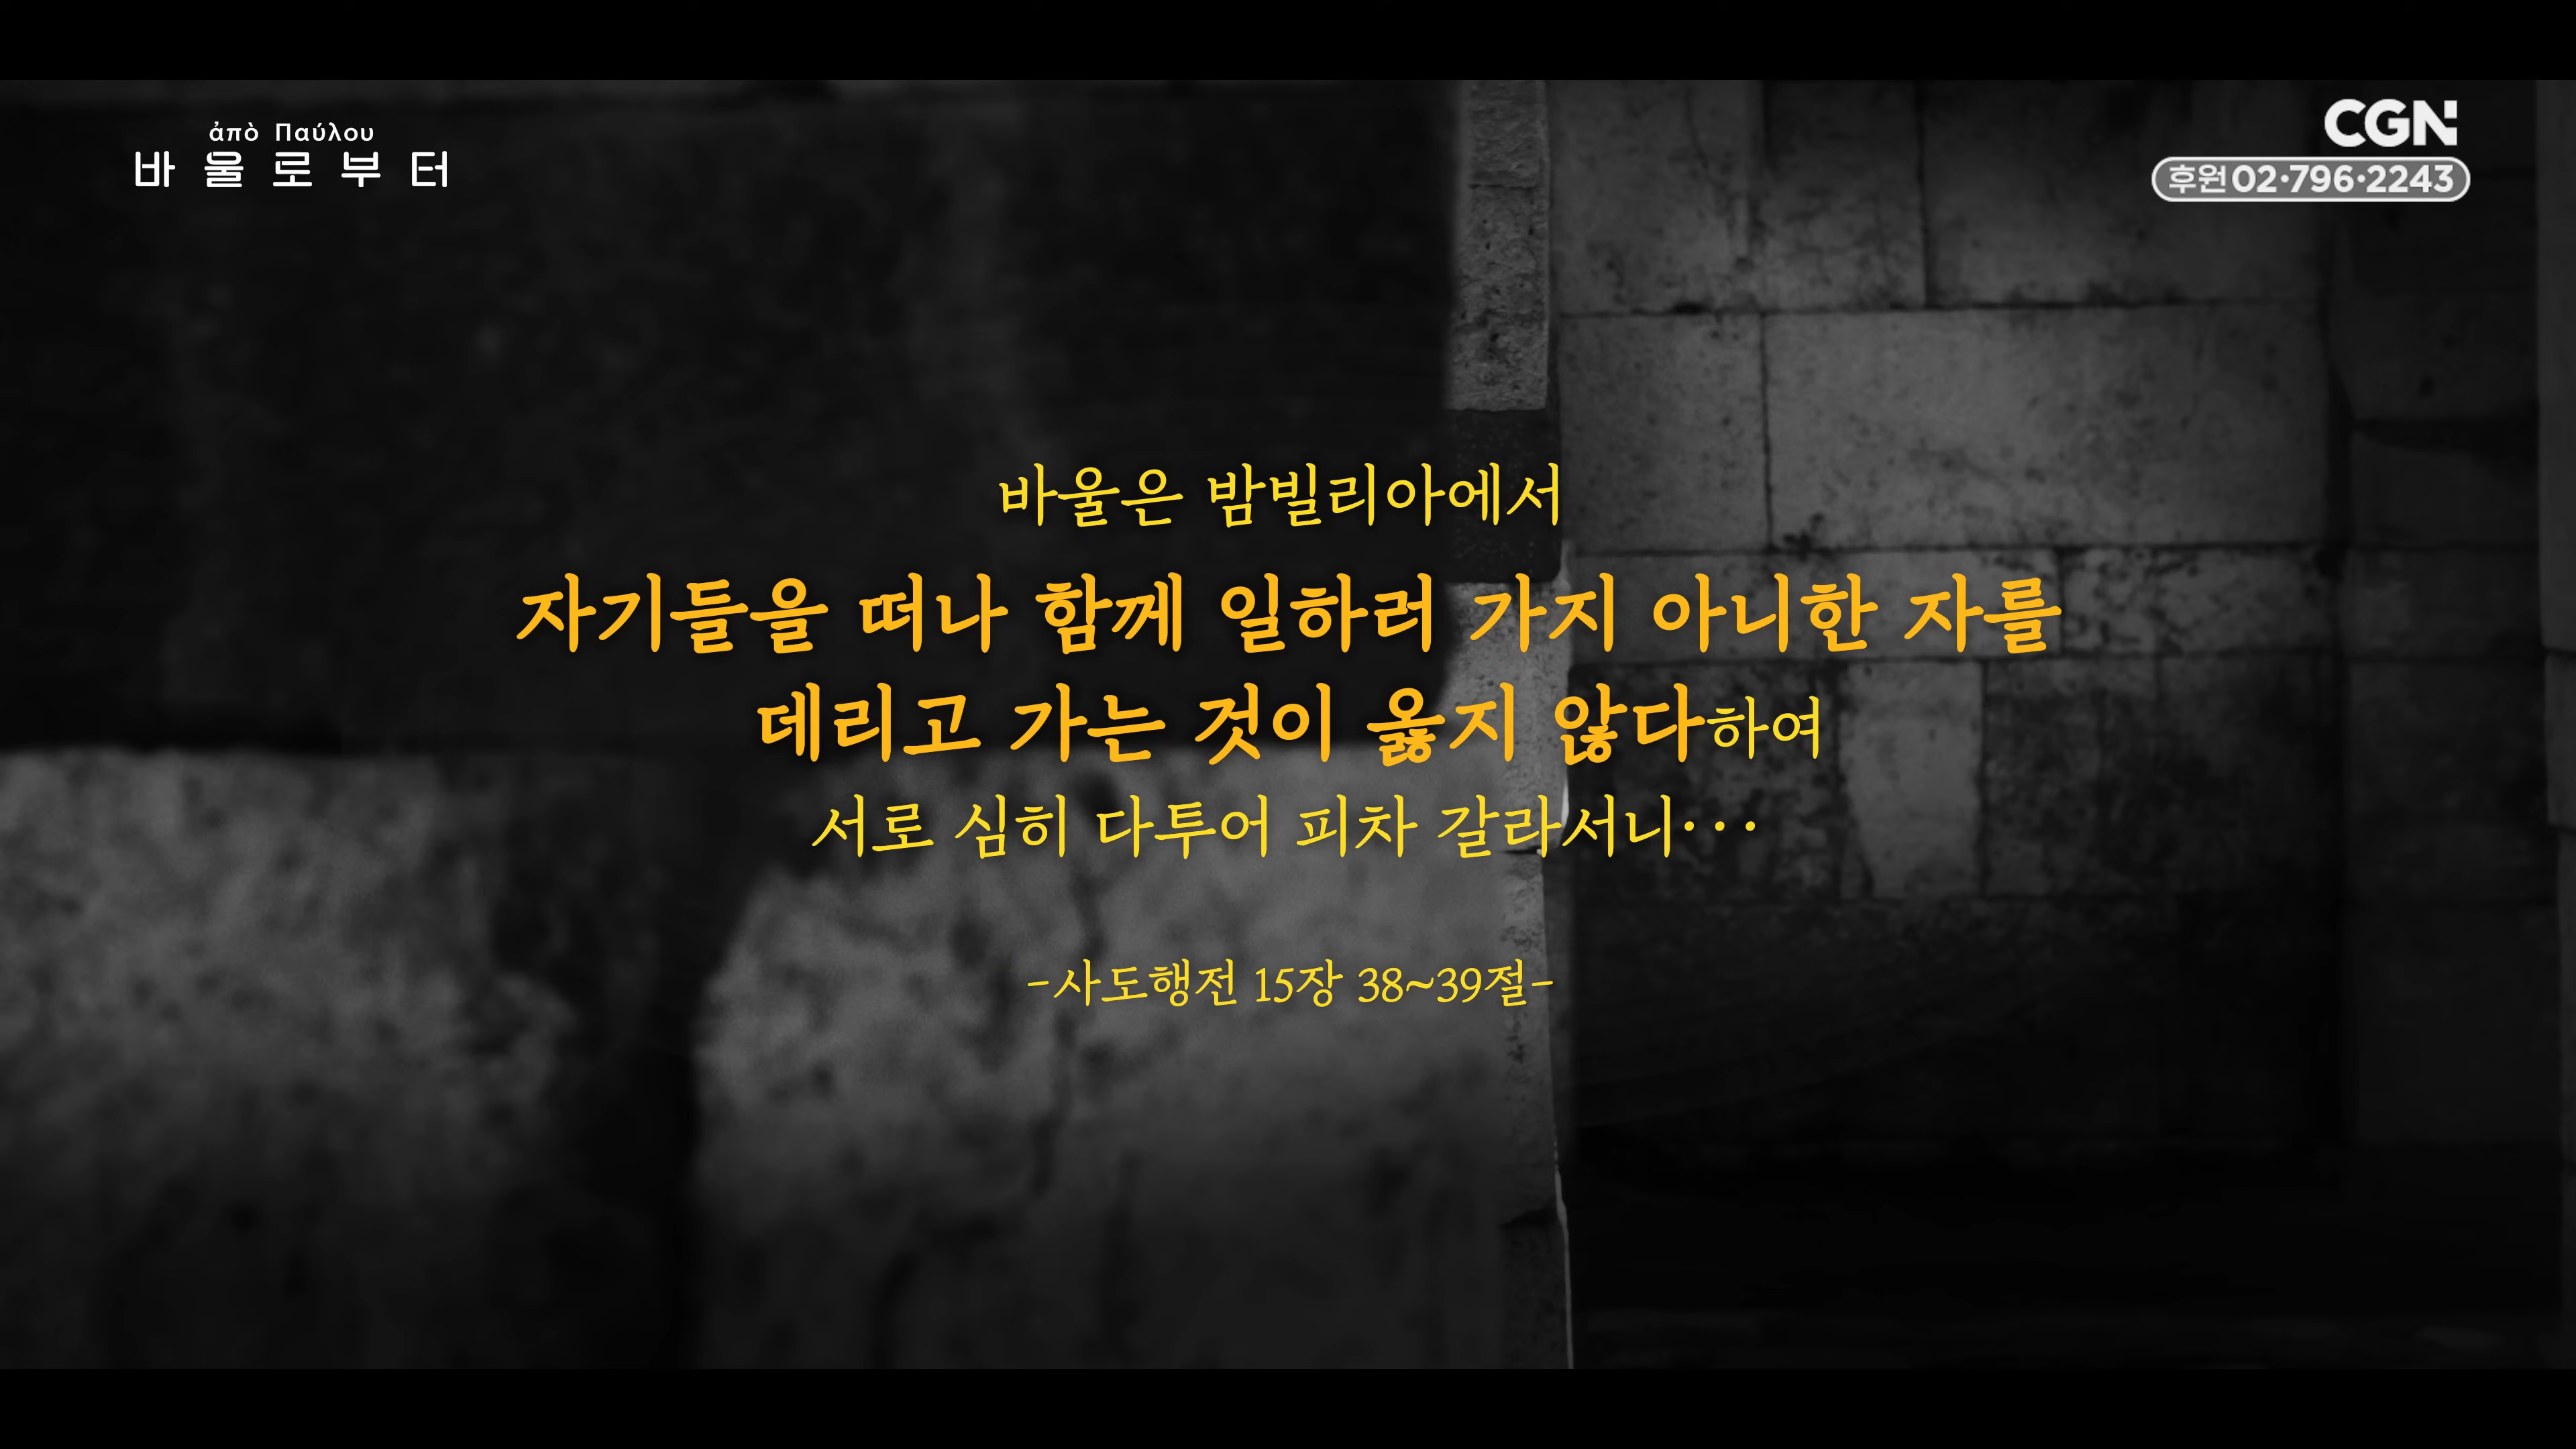 ἀπὸ Παύλου
바울로부터
CGN
후원 02·796·2243
바울은 밤빌리아에서
자기들을 떠나 함께 일하러 가지 아니한 자를
데리고 가는 것이 옳지 않다하여
서로 심히 다투어 피차 갈라서니···
-사도행전 15장 38~39절-